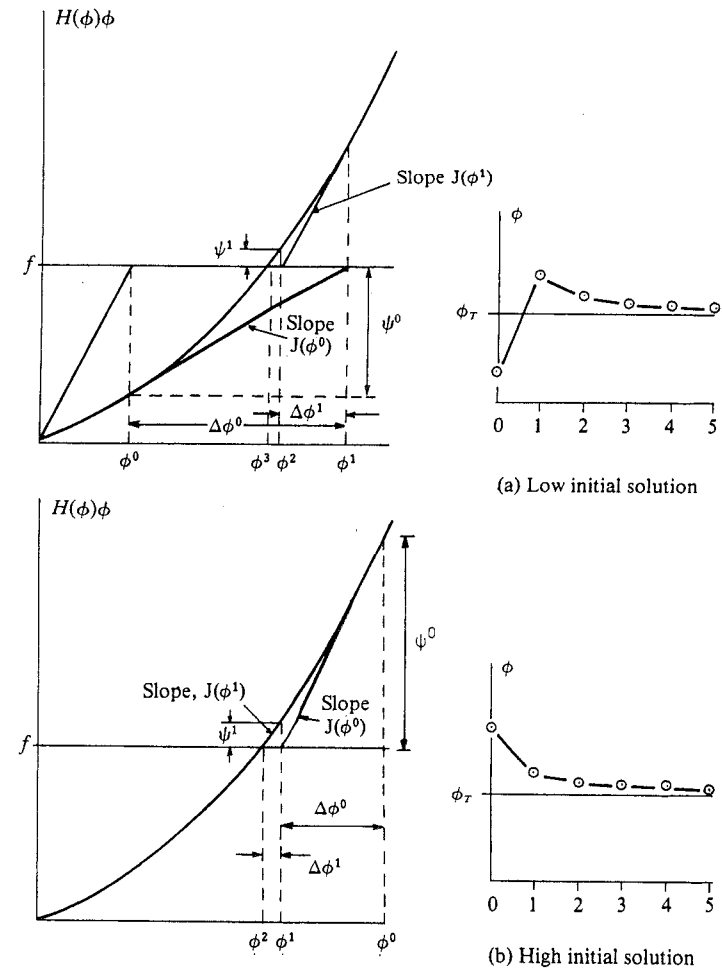 H(ϕ)ϕ
Slope J(ϕ¹)
ψ¹
f
Slope
J(ϕ⁰)
ψ⁰
Δϕ¹
Δϕ⁰
ϕ⁰ ϕ³ ϕ² ϕ¹
ϕ
ϕ_T
0 1 2 3 4 5
(a) Low initial solution
H(ϕ)ϕ
ψ⁰
Slope, J(ϕ¹)
Slope
J(ϕ⁰)
ψ¹
f
Δϕ⁰
Δϕ¹
ϕ² ϕ¹ ϕ⁰
ϕ
ϕ_T
0 1 2 3 4 5
(b) High initial solution